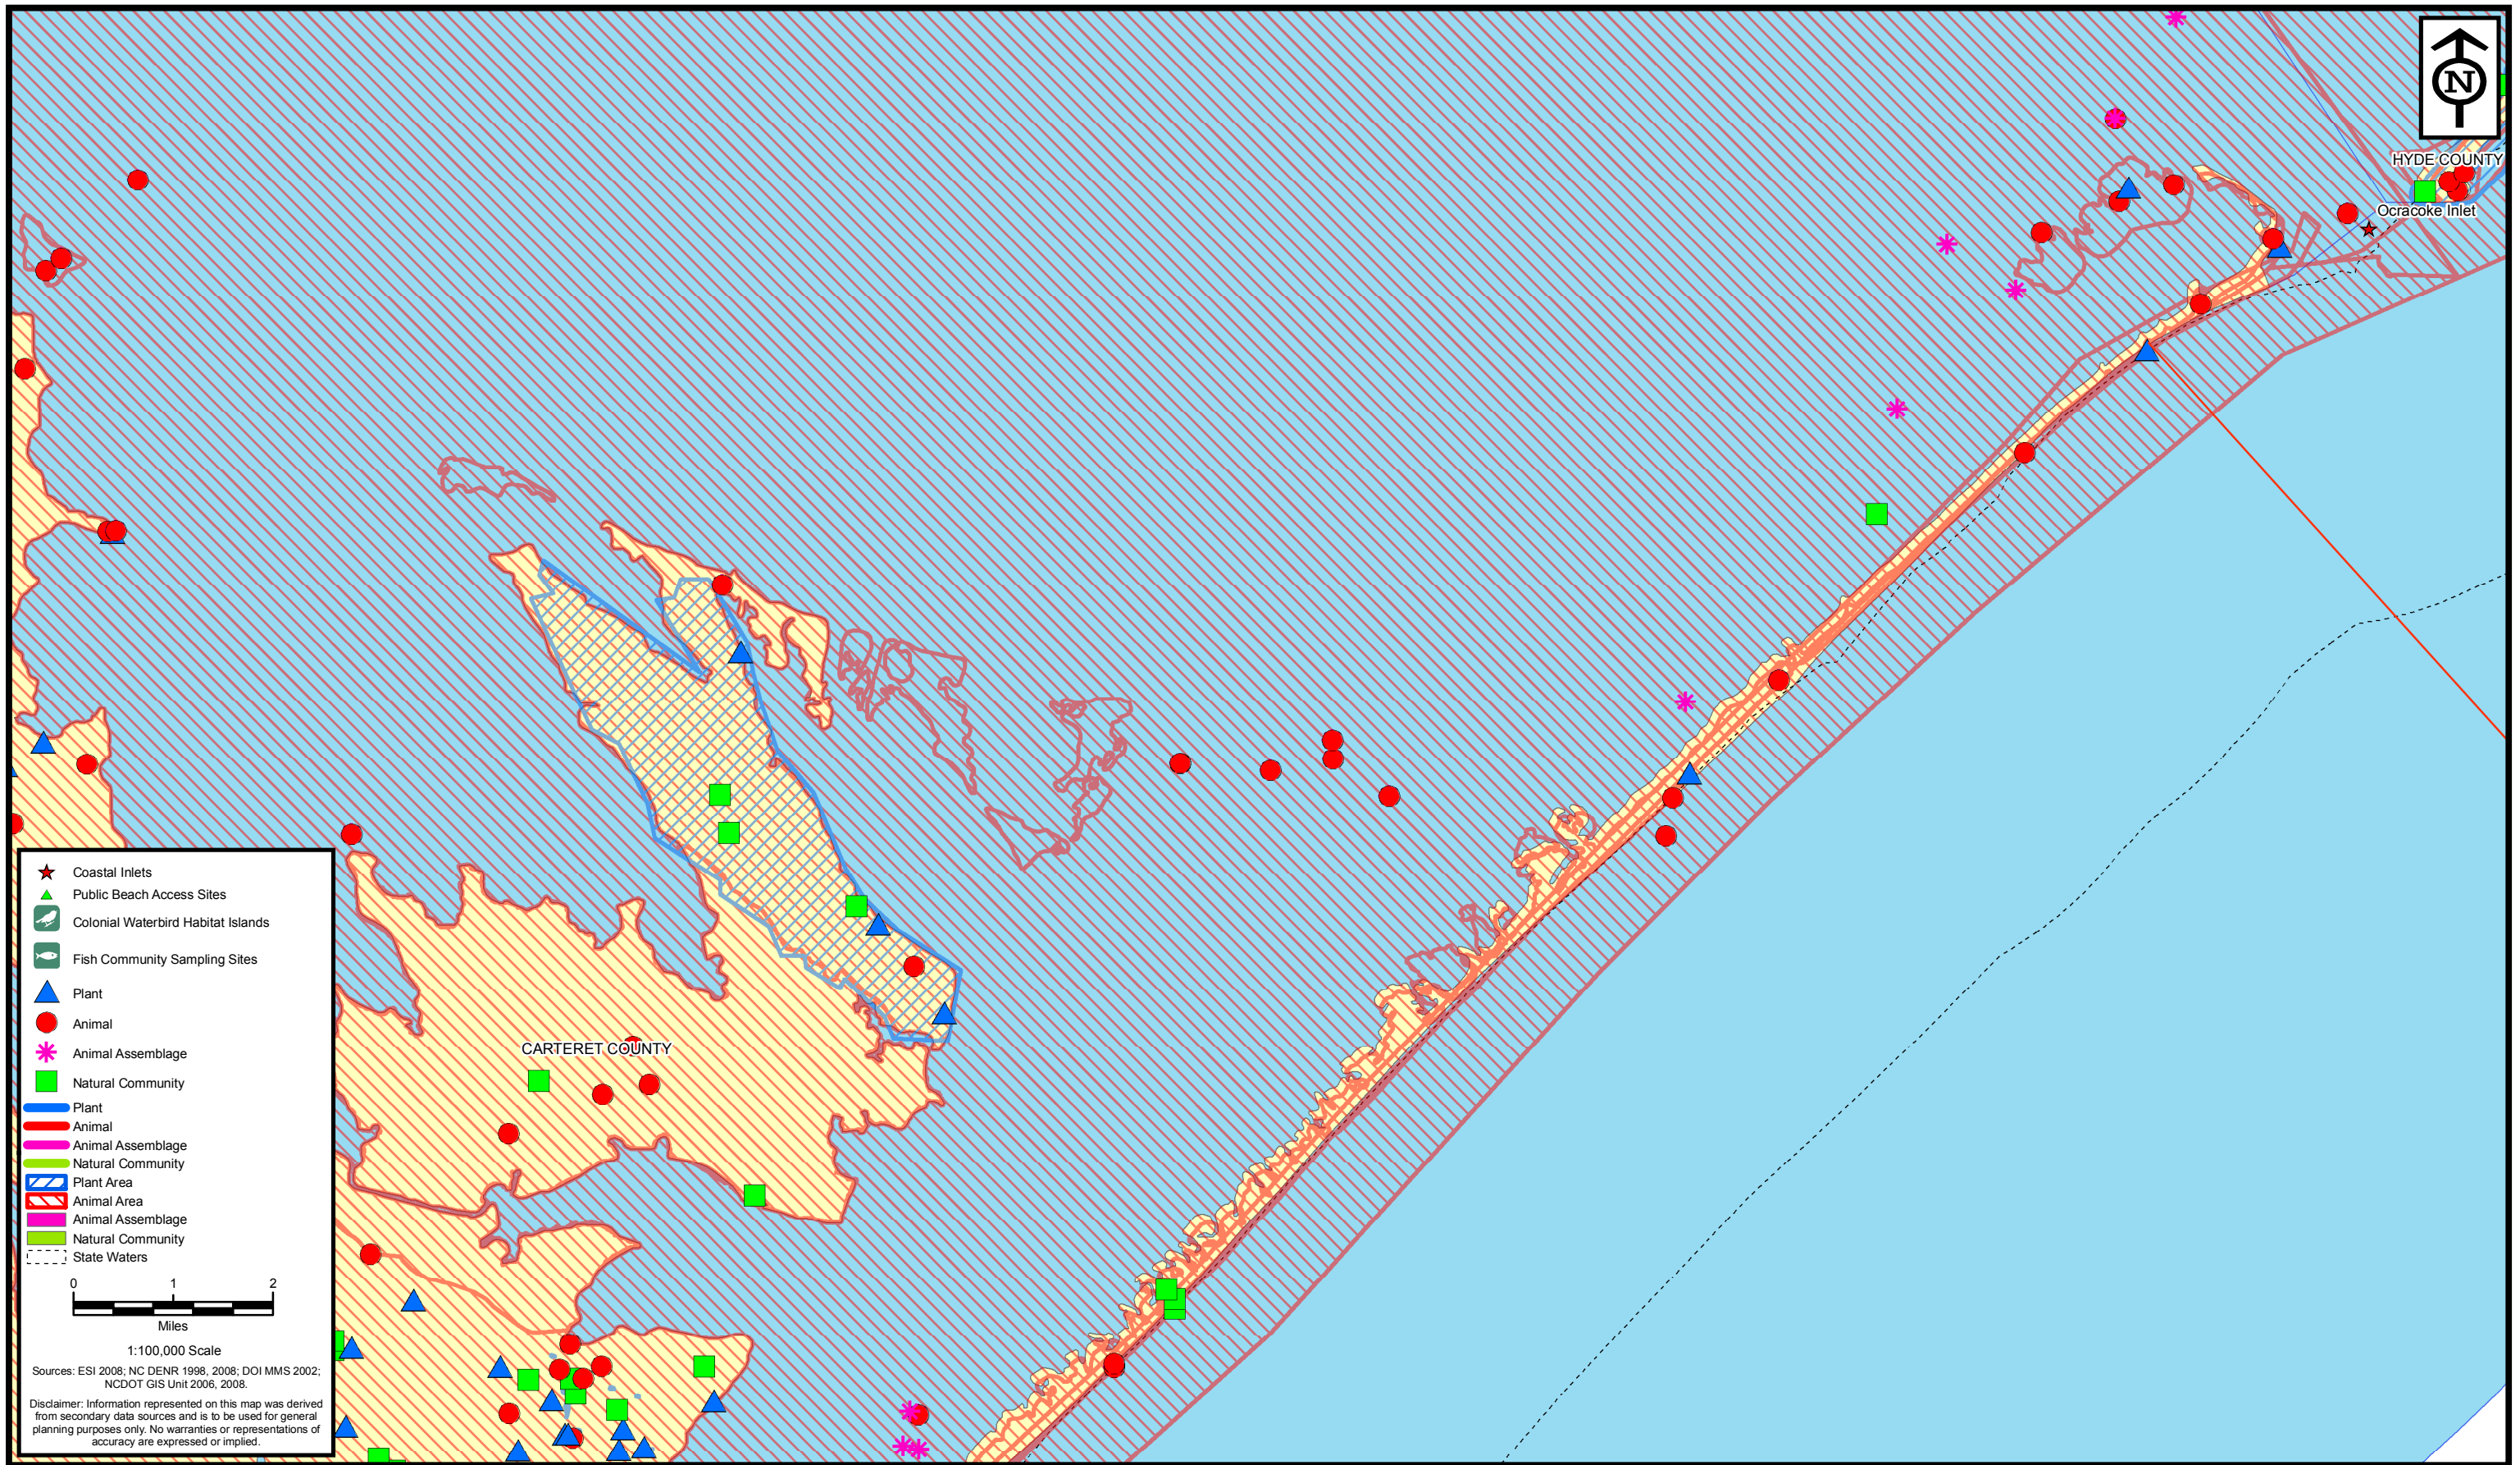 N
HYDE COUNTY
Ocracoke Inlet
CARTERET COUNTY
Coastal Inlets
Public Beach Access Sites
Colonial Waterbird Habitat Islands
Fish Community Sampling Sites
Plant
Animal
Animal Assemblage
Natural Community
Plant
Animal
Animal Assemblage
Natural Community
Plant Area
Animal Area
Animal Assemblage
Natural Community
State Waters
0 1 2
Miles
1:100,000 Scale
Sources: ESI 2008; NC DENR 1998, 2008; DOI MMS 2002;
NCDOT GIS Unit 2006, 2008.
Disclaimer: Information represented on this map was derived
from secondary data sources and is to be used for general
planning purposes only. No warranties or representations of
accuracy are expressed or implied.